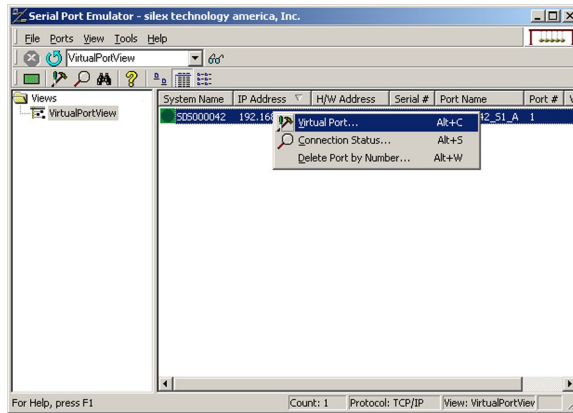 Serial Port Emulator - silex technology america, Inc.
File Ports View Tools Help
VirtualPortView
Views
VirtualPortView
System Name IP Address H/W Address Serial # Port Name Port #
SDS000042 192.168 42_S1_A 1
Virtual Port... Alt+C
Connection Status... Alt+S
Delete Port by Number... Alt+W
For Help, press F1 Count: 1 Protocol: TCP/IP View: VirtualPortView